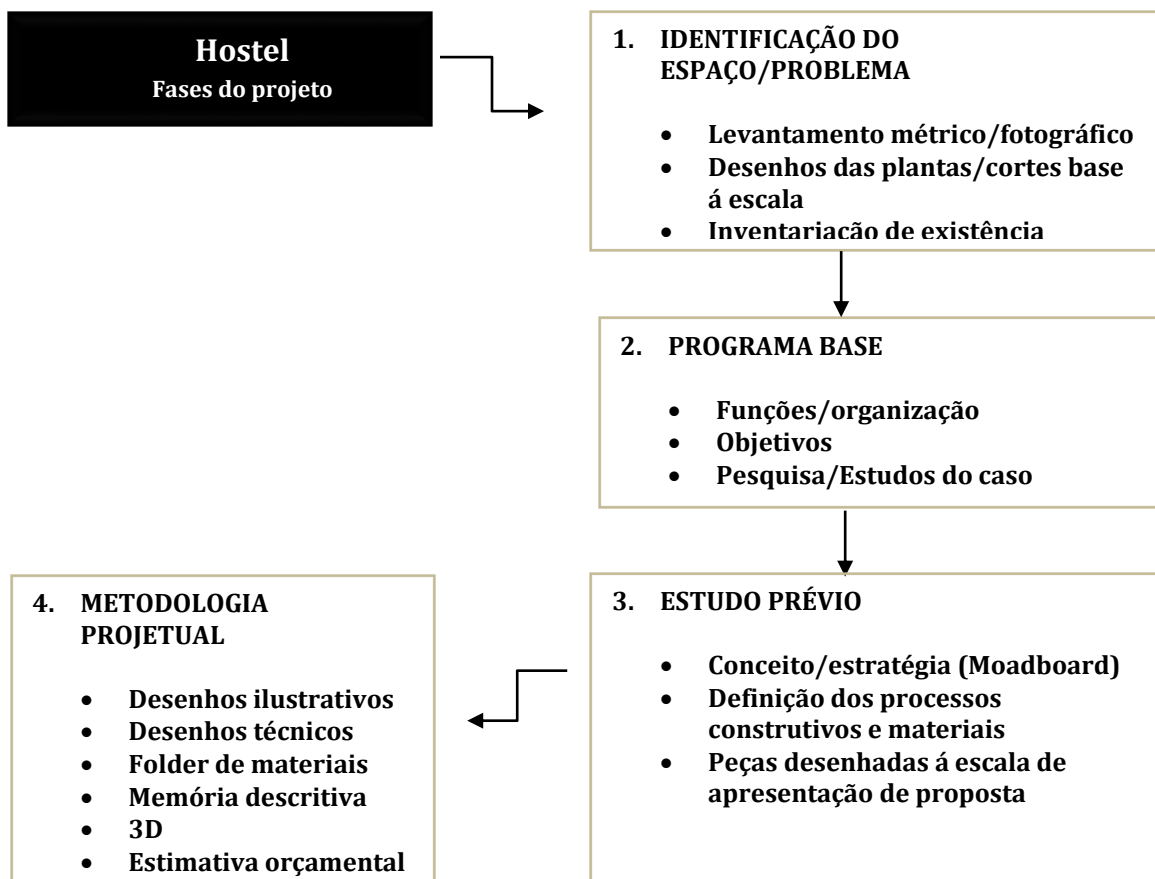 Hostel
Fases do projeto
1. IDENTIFICAÇÃO DO
ESPAÇO/PROBLEMA
• Levantamento métrico/fotográfico
• Desenhos das plantas/cortes base
á escala
• Inventariação de existência
2. PROGRAMA BASE
• Funções/organização
• Objetivos
• Pesquisa/Estudos do caso
3. ESTUDO PRÉVIO
• Conceito/estratégia (Moadboard)
• Definição dos processos
construtivos e materiais
• Peças desenhadas á escala de
apresentação de proposta
4. METODOLOGIA
PROJETUAL
• Desenhos ilustrativos
• Desenhos técnicos
• Folder de materiais
• Memória descritiva
• 3D
• Estimativa orçamental